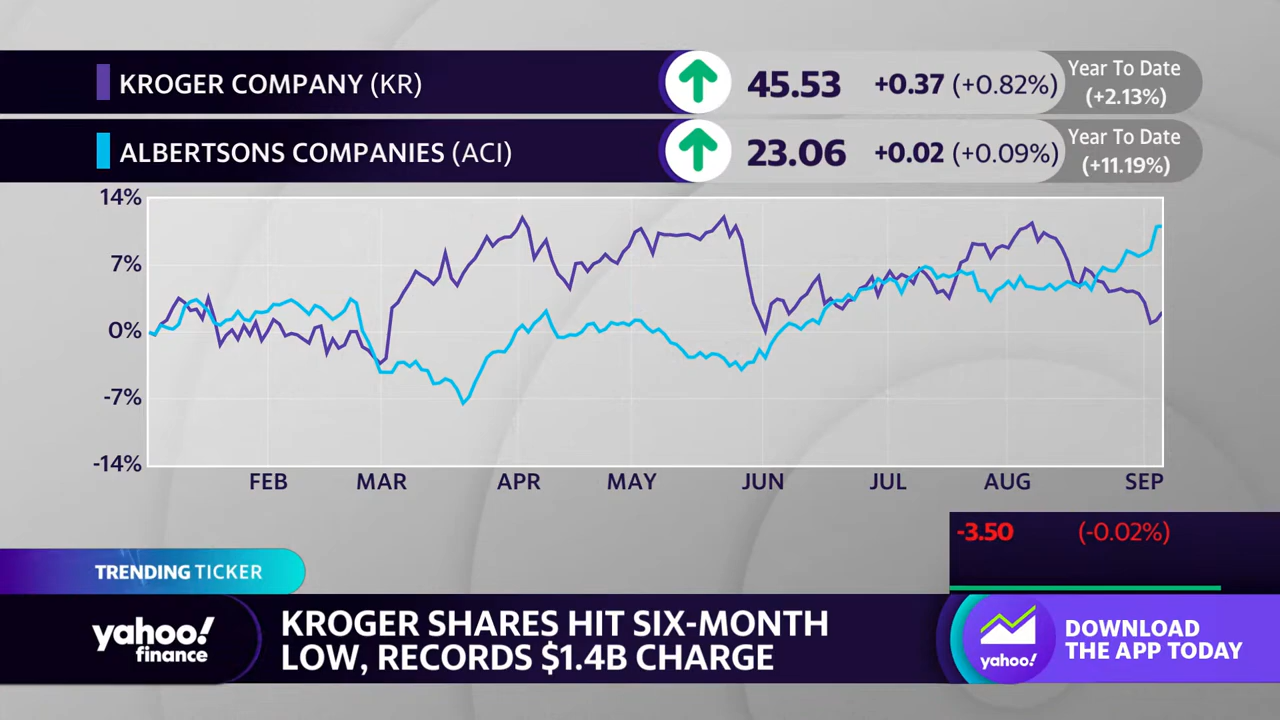 KROGER COMPANY (KR) 45.53 +0.37 (+0.82%) Year To Date (+2.13%)
ALBERTSONS COMPANIES (ACI) 23.06 +0.02 (+0.09%) Year To Date (+11.19%)
14%
7%
0%
-7%
-14%
FEB MAR APR MAY JUN JUL AUG SEP
-3.50 (-0.02%)
TRENDING TICKER
yahoo!
finance
KROGER SHARES HIT SIX-MONTH
LOW, RECORDS $1.4B CHARGE
yahoo!
DOWNLOAD
THE APP TODAY